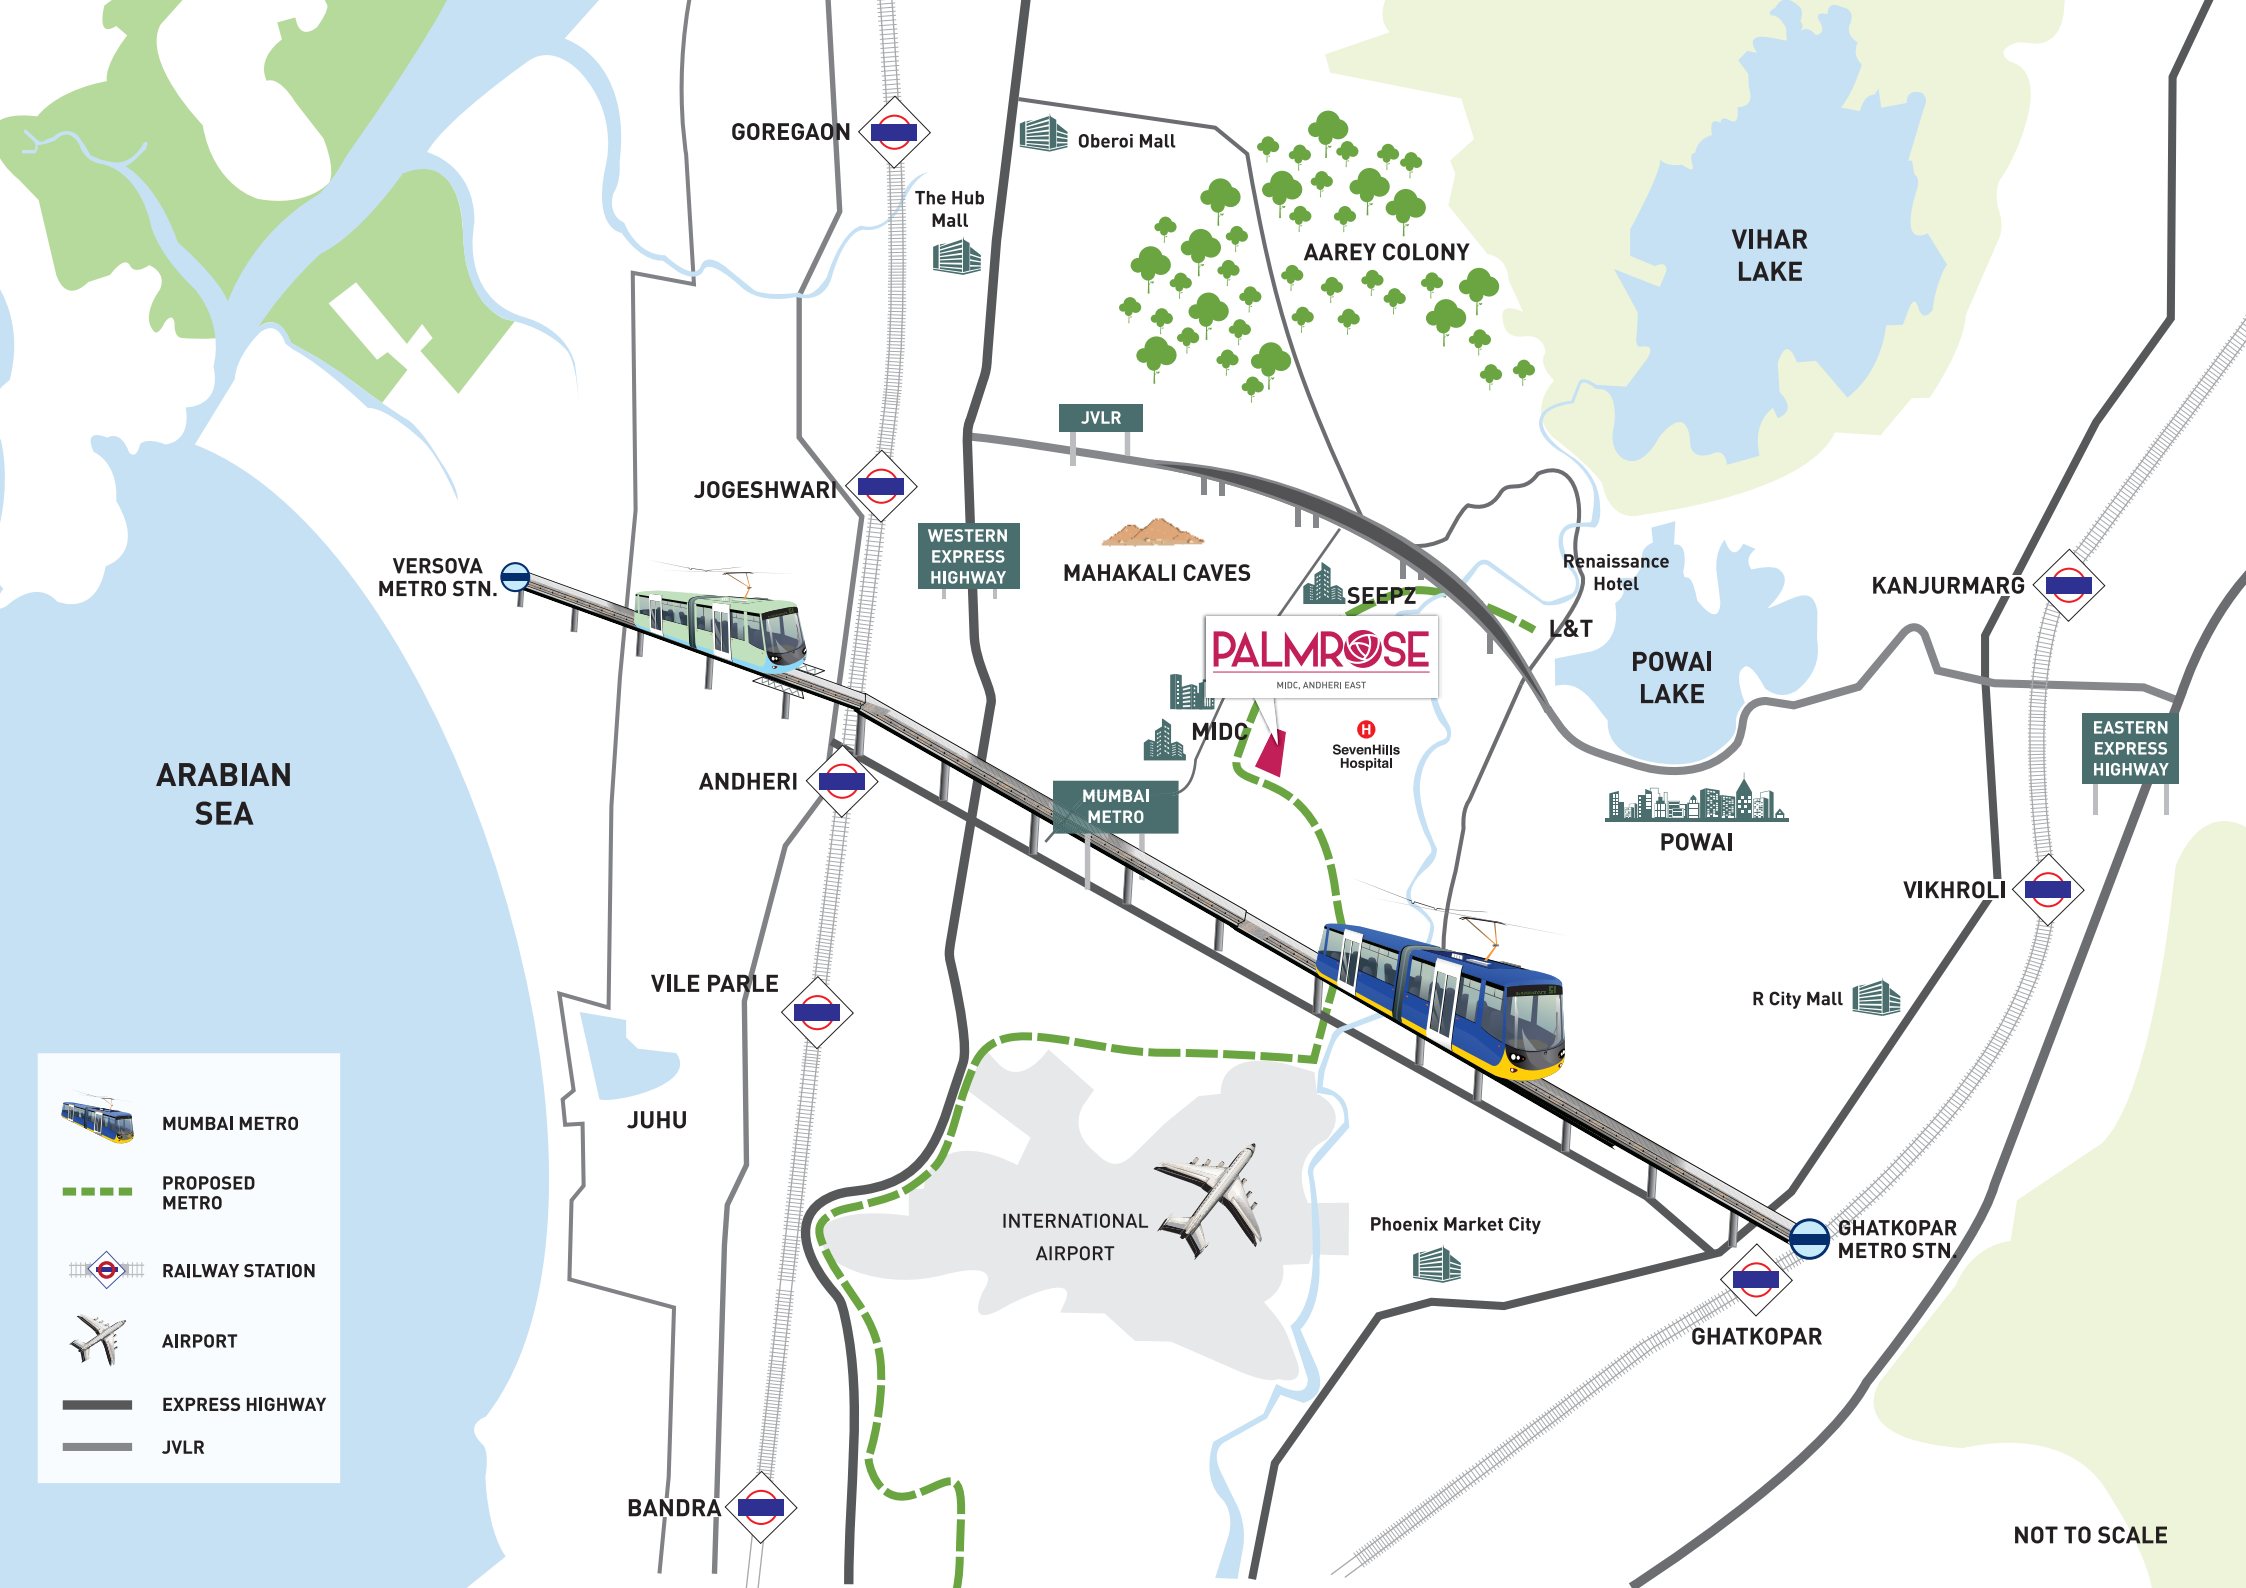 GOREGAON
Oberoi Mall
The Hub
Mall
AAREY COLONY
VIHAR
LAKE
JVLR
JOGESHWARI
WESTERN
EXPRESS
HIGHWAY
MAHAKALI CAVES
VERSOVA
METRO STN.
SEEPZ
Renaissance
Hotel
L&T
KANJURMARG
PALMROSE
MIDC, ANDHERI EAST
POWAI
LAKE
MIDC
SevenHills
Hospital
H
EASTERN
EXPRESS
HIGHWAY
ARABIAN
SEA
ANDHERI
MUMBAI
METRO
POWAI
VIKHROLI
VILE PARLE
R City Mall
JUHU
INTERNATIONAL
AIRPORT
Phoenix Market City
GHATKOPAR
METRO STN.
GHATKOPAR
BANDRA
MUMBAI METRO
PROPOSED
METRO
RAILWAY STATION
AIRPORT
EXPRESS HIGHWAY
JVLR
NOT TO SCALE